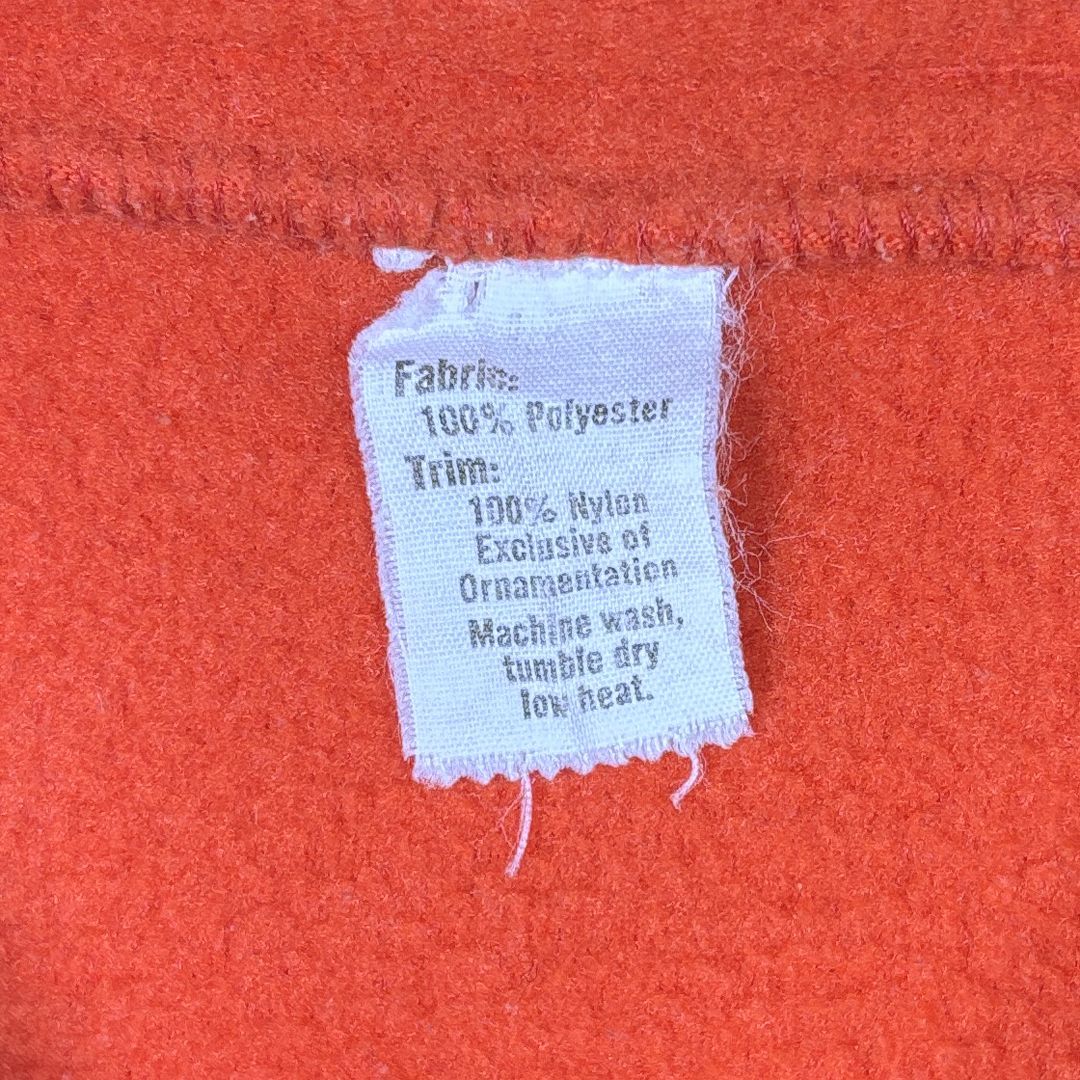 Fabric:
100% Polyester
Trim:
100% Nylon
Exclusive of
Ornamentation
Machine wash,
tumble dry
low heat.